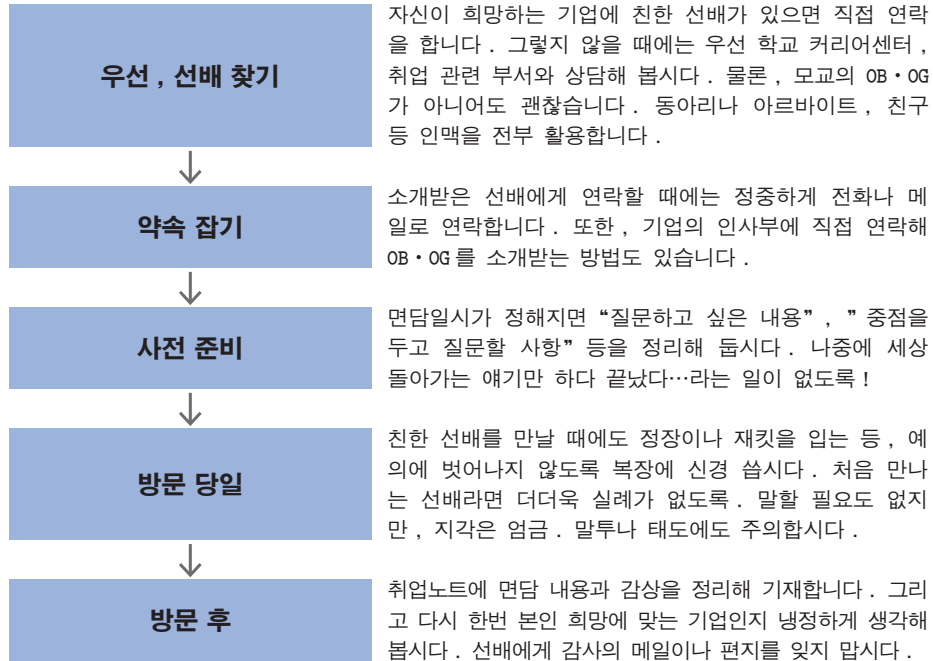 우선 , 선배 찾기
자신이 희망하는 기업에 친한 선배가 있으면 직접 연락
을 합니다 . 그렇지 않을 때에는 우선 학교 커리어센터 ,
취업 관련 부서와 상담해 봅시다 . 물론 , 모교의 OB・OG
가 아니어도 괜찮습니다 . 동아리나 아르바이트 , 친구
등 인맥을 전부 활용합니다 .
↓
약속 잡기
소개받은 선배에게 연락할 때에는 정중하게 전화나 메
일로 연락합니다 . 또한 , 기업의 인사부에 직접 연락해
OB・OG 를 소개받는 방법도 있습니다 .
↓
사전 준비
면담일시가 정해지면 “질문하고 싶은 내용” , ” 중점을
두고 질문할 사항” 등을 정리해 둡시다 . 나중에 세상
돌아가는 얘기만 하다 끝났다…라는 일이 없도록 !
↓
방문 당일
친한 선배를 만날 때에도 정장이나 재킷을 입는 등 , 예
의에 벗어나지 않도록 복장에 신경 씁시다 . 처음 만나
는 선배라면 더더욱 실례가 없도록 . 말할 필요도 없지
만 , 지각은 엄금 . 말투나 태도에도 주의합시다 .
↓
방문 후
취업노트에 면담 내용과 감상을 정리해 기재합니다 . 그리
고 다시 한번 본인 희망에 맞는 기업인지 냉정하게 생각해
봅시다 . 선배에게 감사의 메일이나 편지를 잊지 맙시다 .